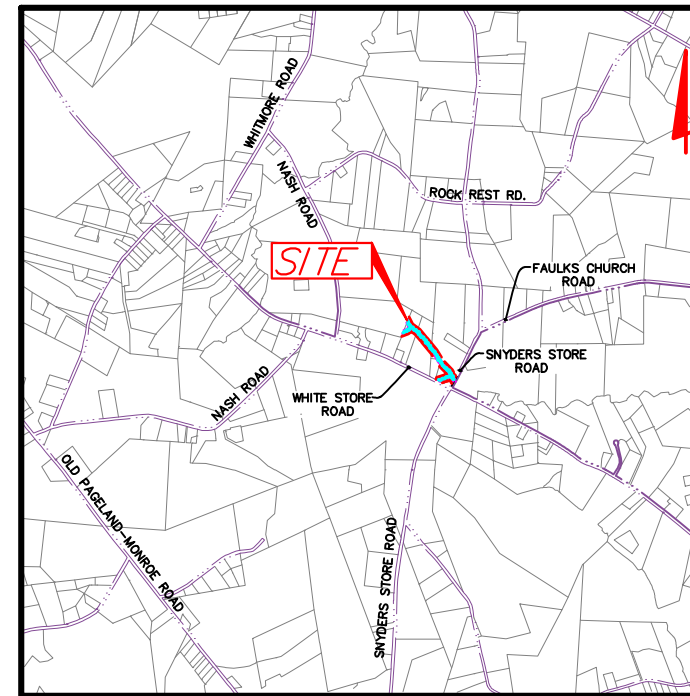 WHITMORE ROAD
NASH ROAD
ROCK REST RD.
SITE
FAULKS CHURCH
ROAD
SNYDERS STORE
ROAD
WHITE STORE
ROAD
NASH ROAD
OLD PAGELAND-MONROE ROAD
SNYDERS STORE ROAD